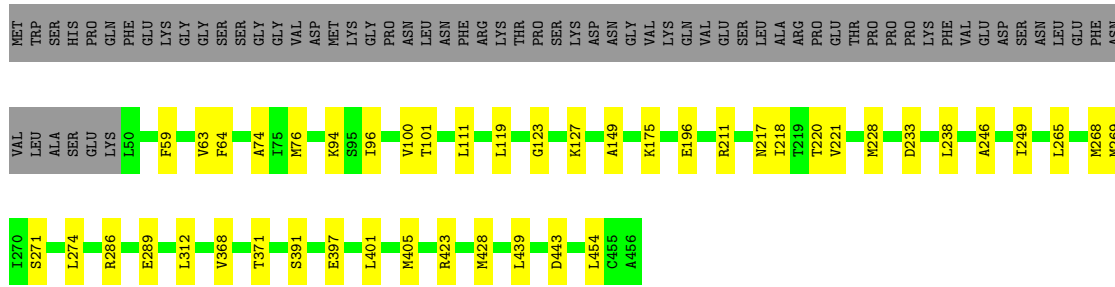 MET TRP SER HIS PRO GLN PHE GLU LYS GLY GLY SER SER GLY GLY VAL ASP MET LYS GLY PRO ASN LEU ASN PHE ARG LYS THR PRO SER LYS ASP ASN GLY VAL LYS GLN VAL GLU SER LEU ALA ARG PRO GLU THR PRO PRO PRO LYS PHE VAL GLU ASP SER ASN LEU GLU PHE ASN
VAL LEU ALA SER GLU LYS L50 F59 V63 F64 A74 I75 M76 K94 S95 I96 V100 T101 L111 L119 G123 K127 A149 K175 E196 R211 N217 I218 T219 T220 V221 M228 D233 L238 A246 I249 L265 M268 M269
I270 S271 L274 R286 E289 L312 V368 T371 S391 E397 L401 M405 R423 M428 L439 D443 L454 C455 A456